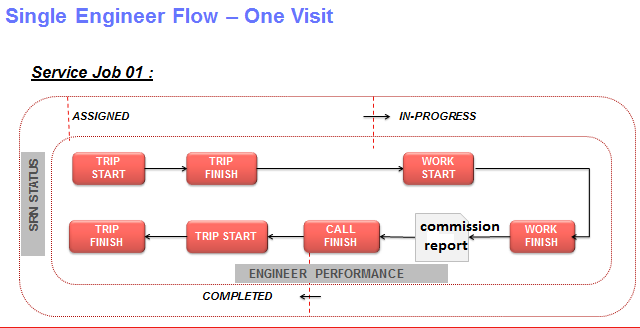 Single Engineer Flow – One Visit
Service Job 01 :
ASSIGNED
IN-PROGRESS
SRN STATUS
TRIP
START
TRIP
FINISH
WORK
START
TRIP
FINISH
TRIP START
CALL
FINISH
commission
report
WORK
FINISH
ENGINEER PERFORMANCE
COMPLETED